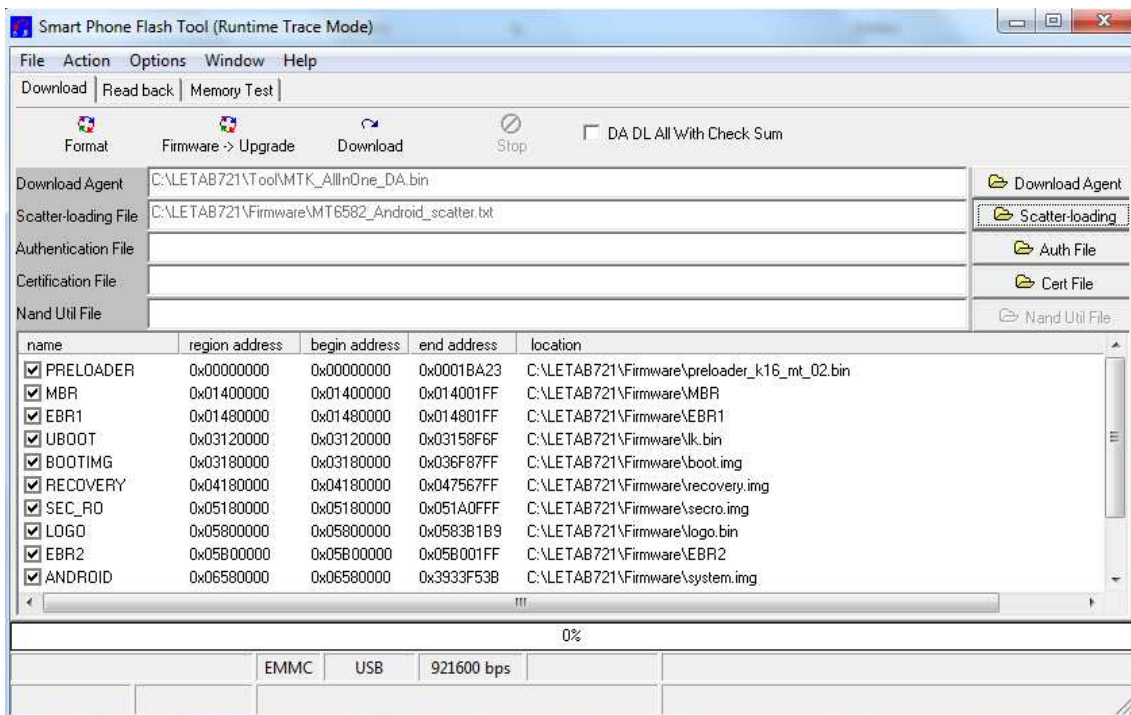 Smart Phone Flash Tool (Runtime Trace Mode)
File Action Options Window Help
Download Read back Memory Test
Format Firmware -> Upgrade Download Stop DA DL All With Check Sum
Download Agent C:\LETAB721\Tool\MTK_AllInOne_DA.bin Download Agent
Scatter-loading File C:\LETAB721\Firmware\MT6582_Android_scatter.txt Scatter-loading
Authentication File Auth File
Certification File Cert File
Nand Util File Nand Util File
name region address begin address end address location
PRELOADER 0x00000000 0x00000000 0x0001BA23 C:\LETAB721\Firmware\preloader_k16_mt_02.bin
MBR 0x01400000 0x01400000 0x014001FF C:\LETAB721\Firmware\MBR
EBR1 0x01480000 0x01480000 0x014801FF C:\LETAB721\Firmware\EBR1
UBOOT 0x03120000 0x03120000 0x03158F6F C:\LETAB721\Firmware\lk.bin
BOOTIMG 0x03180000 0x03180000 0x036F87FF C:\LETAB721\Firmware\boot.img
RECOVERY 0x04180000 0x04180000 0x047567FF C:\LETAB721\Firmware\recovery.img
SEC_RO 0x05180000 0x05180000 0x051A0FFF C:\LETAB721\Firmware\secro.img
LOGO 0x05800000 0x05800000 0x0583B1B9 C:\LETAB721\Firmware\logo.bin
EBR2 0x05B00000 0x05B00000 0x05B001FF C:\LETAB721\Firmware\EBR2
ANDROID 0x06580000 0x06580000 0x3933F53B C:\LETAB721\Firmware\system.img
0%
EMMC USB 921600 bps